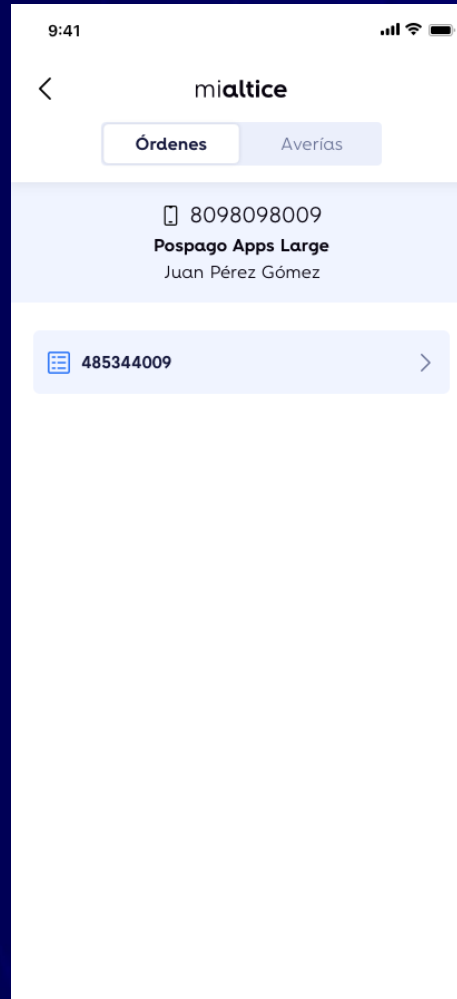 9:41
mialtice
Órdenes Averías
8098098009
Pospago Apps Large
Juan Pérez Gómez
485344009